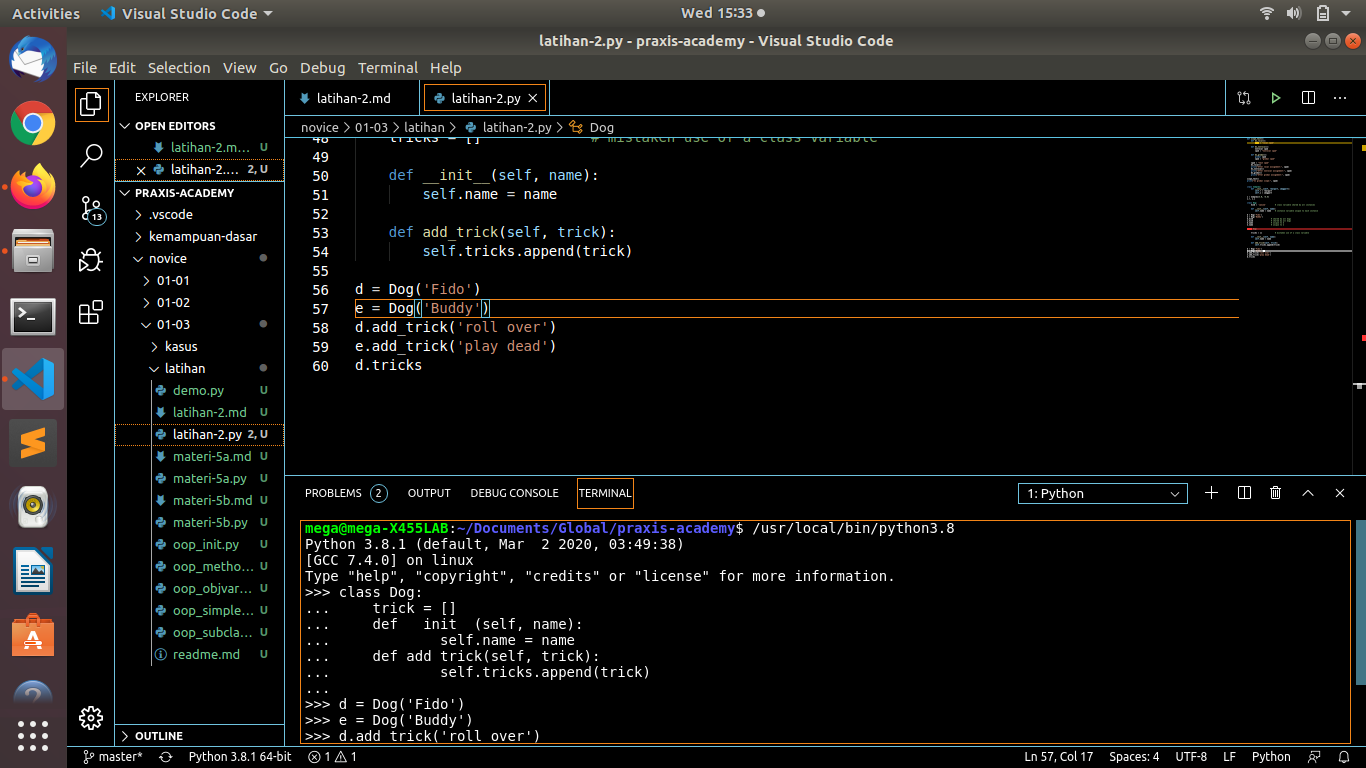 Activities
Visual Studio Code
Wed 15:33
latihan-2.py - praxis-academy - Visual Studio Code
File Edit Selection View Go Debug Terminal Help
EXPLORER
OPEN EDITORS
latihan-2.m... U
latihan-2.... 2, U
PRAXIS-ACADEMY
.vscode
kemampuan-dasar
novice
01-01
01-02
01-03
kasus
latihan
demo.py U
latihan-2.md U
latihan-2.py 2, U
materi-5a.md U
materi-5a.py U
materi-5b.md U
materi-5b.py U
oop_init.py U
oop_metho... U
oop_objvar... U
oop_simple... U
oop_subcla... U
readme.md U
OUTLINE
13
latihan-2.md
latihan-2.py
novice > 01-03 > latihan > latihan-2.py > Dog
48 tricks = [] # mistaken use of a class variable
49
50 def __init__(self, name):
51 self.name = name
52
53 def add_trick(self, trick):
54 self.tricks.append(trick)
55
56 d = Dog('Fido')
57 e = Dog('Buddy')
58 d.add_trick('roll over')
59 e.add_trick('play dead')
60 d.tricks
PROBLEMS 2 OUTPUT DEBUG CONSOLE TERMINAL
1: Python
mega@mega-X455LAB:~/Documents/Global/praxis-academy$ /usr/local/bin/python3.8
Python 3.8.1 (default, Mar  2 2020, 03:49:38)
[GCC 7.4.0] on linux
Type "help", "copyright", "credits" or "license" for more information.
>>> class Dog:
...     trick = []
...     def   init  (self, name):
...             self.name = name
...     def add trick(self, trick):
...             self.tricks.append(trick)
...
>>> d = Dog('Fido')
>>> e = Dog('Buddy')
>>> d.add trick('roll over')
master* Python 3.8.1 64-bit 1 1
Ln 57, Col 17 Spaces: 4 UTF-8 LF Python